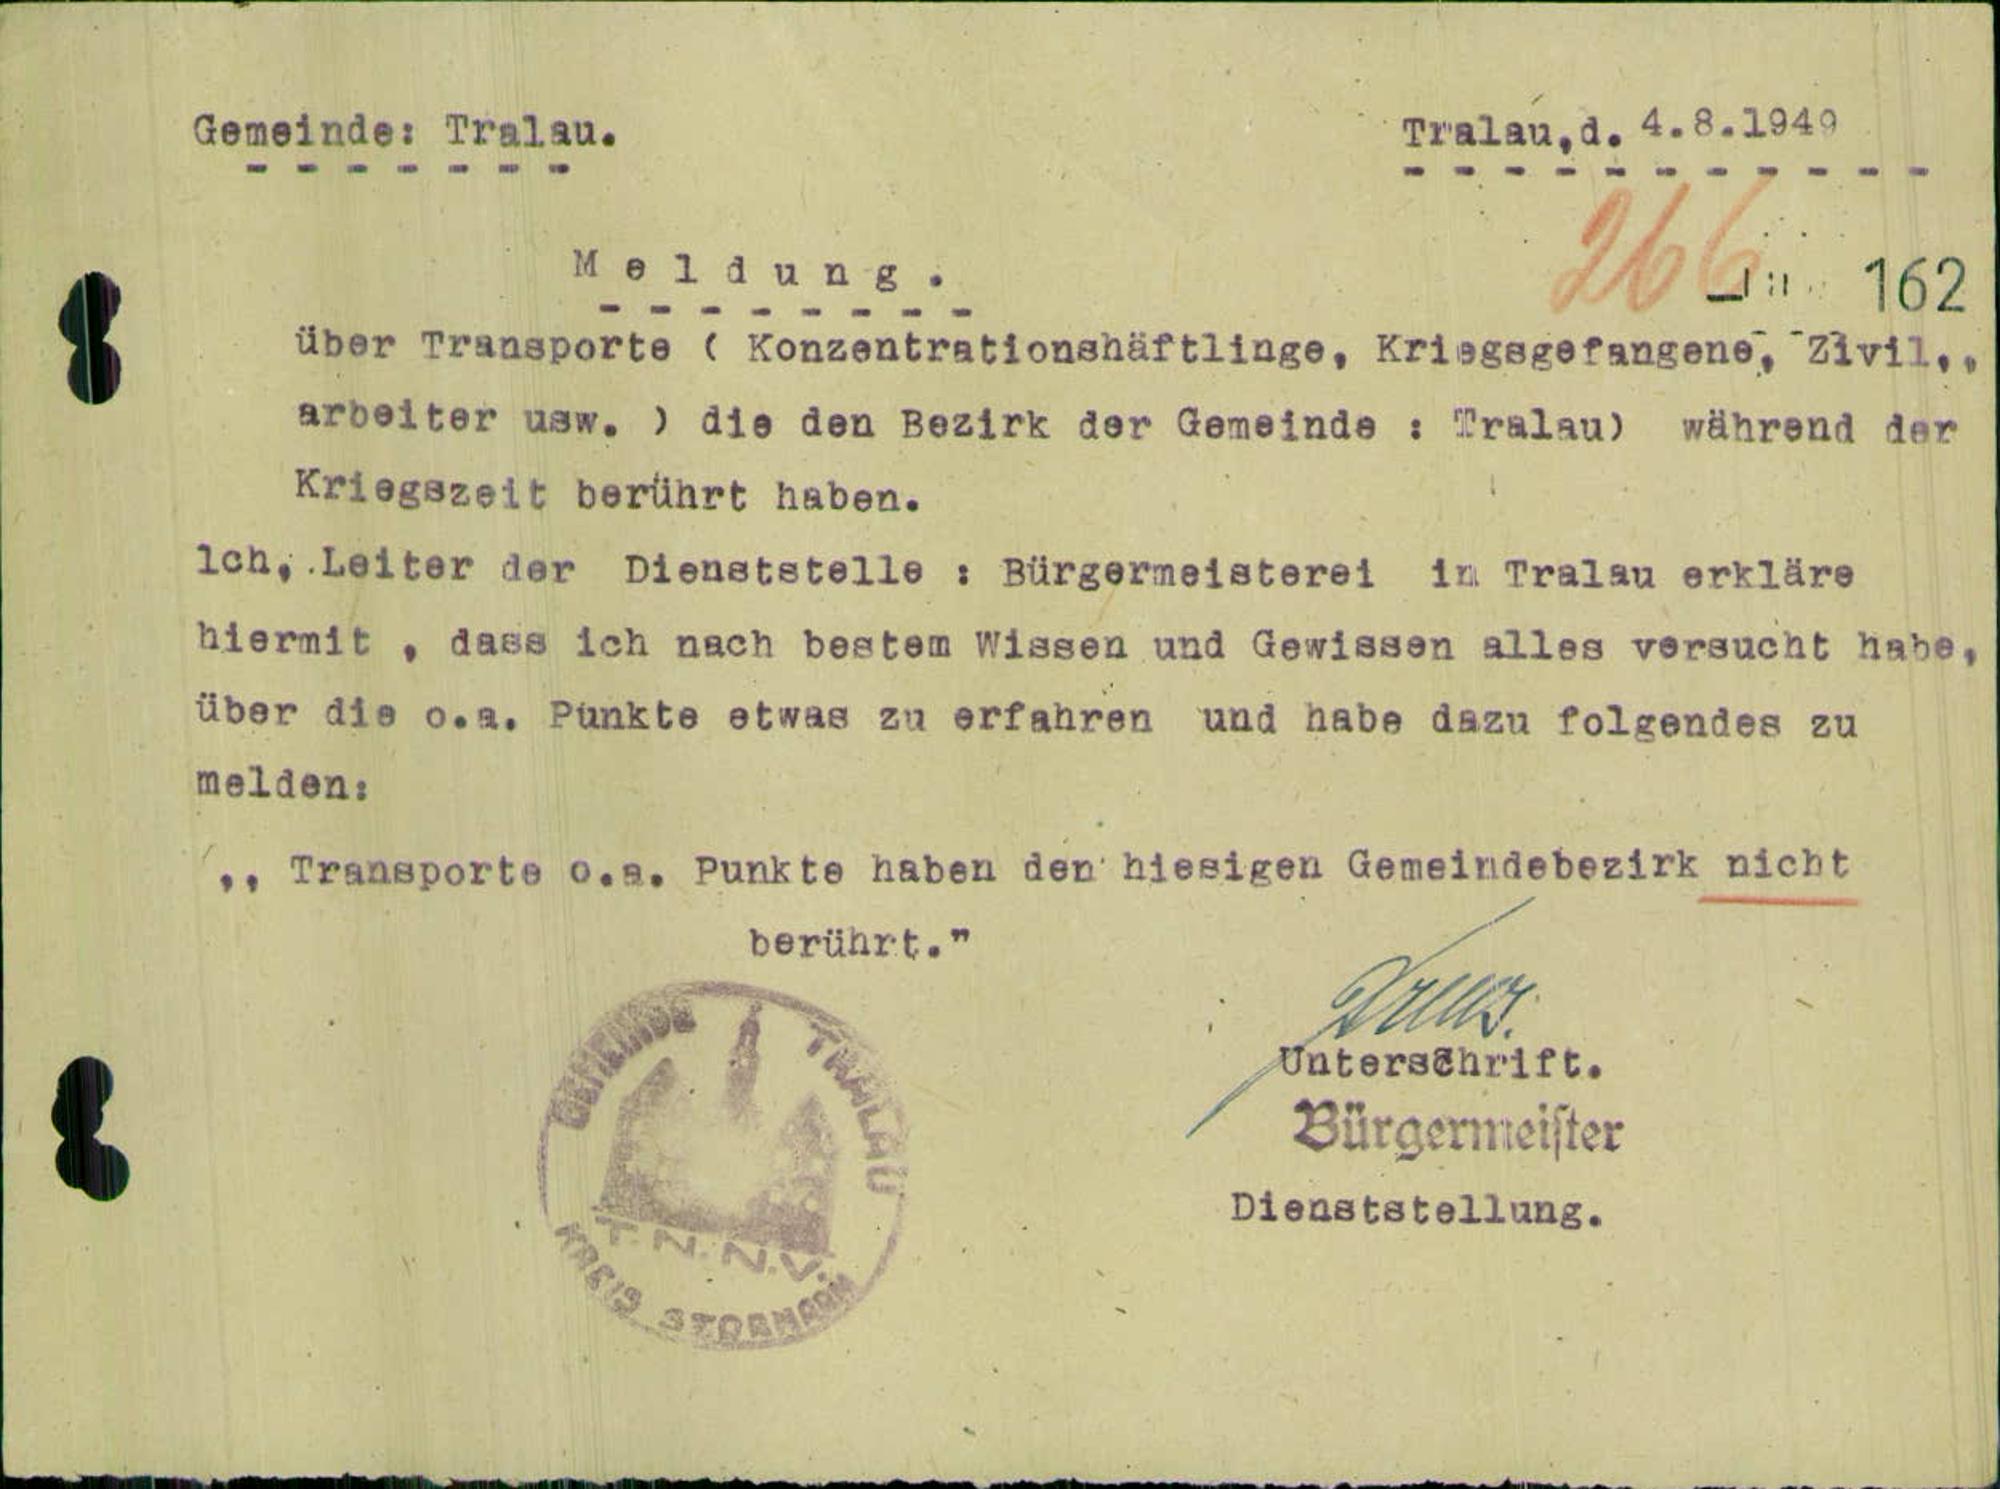 Gemeinde: Tralau.
Tralau,d. 4.8.1949
266
162
Meldung.
über Transporte ( Konzentrationshäftlinge, Kriegsgefangene, Zivil,,
arbeiter usw. ) die den Bezirk der Gemeinde : Tralau) während der
Kriegszeit berührt haben.
lch, Leiter der Dienststelle : Bürgermeisterei in Tralau erkläre
hiermit , dass ich nach bestem Wissen und Gewissen alles versucht habe,
über die o.a. Punkte etwas zu erfahren und habe dazu folgendes zu
melden:
,, Transporte o.a. Punkte haben den hiesigen Gemeindebezirk nicht
berührt."
Unterschrift.
Bürgermeister
Dienststellung.
GEMEINDE TRALAU
T.N.N.V.
KREIS STORMARN